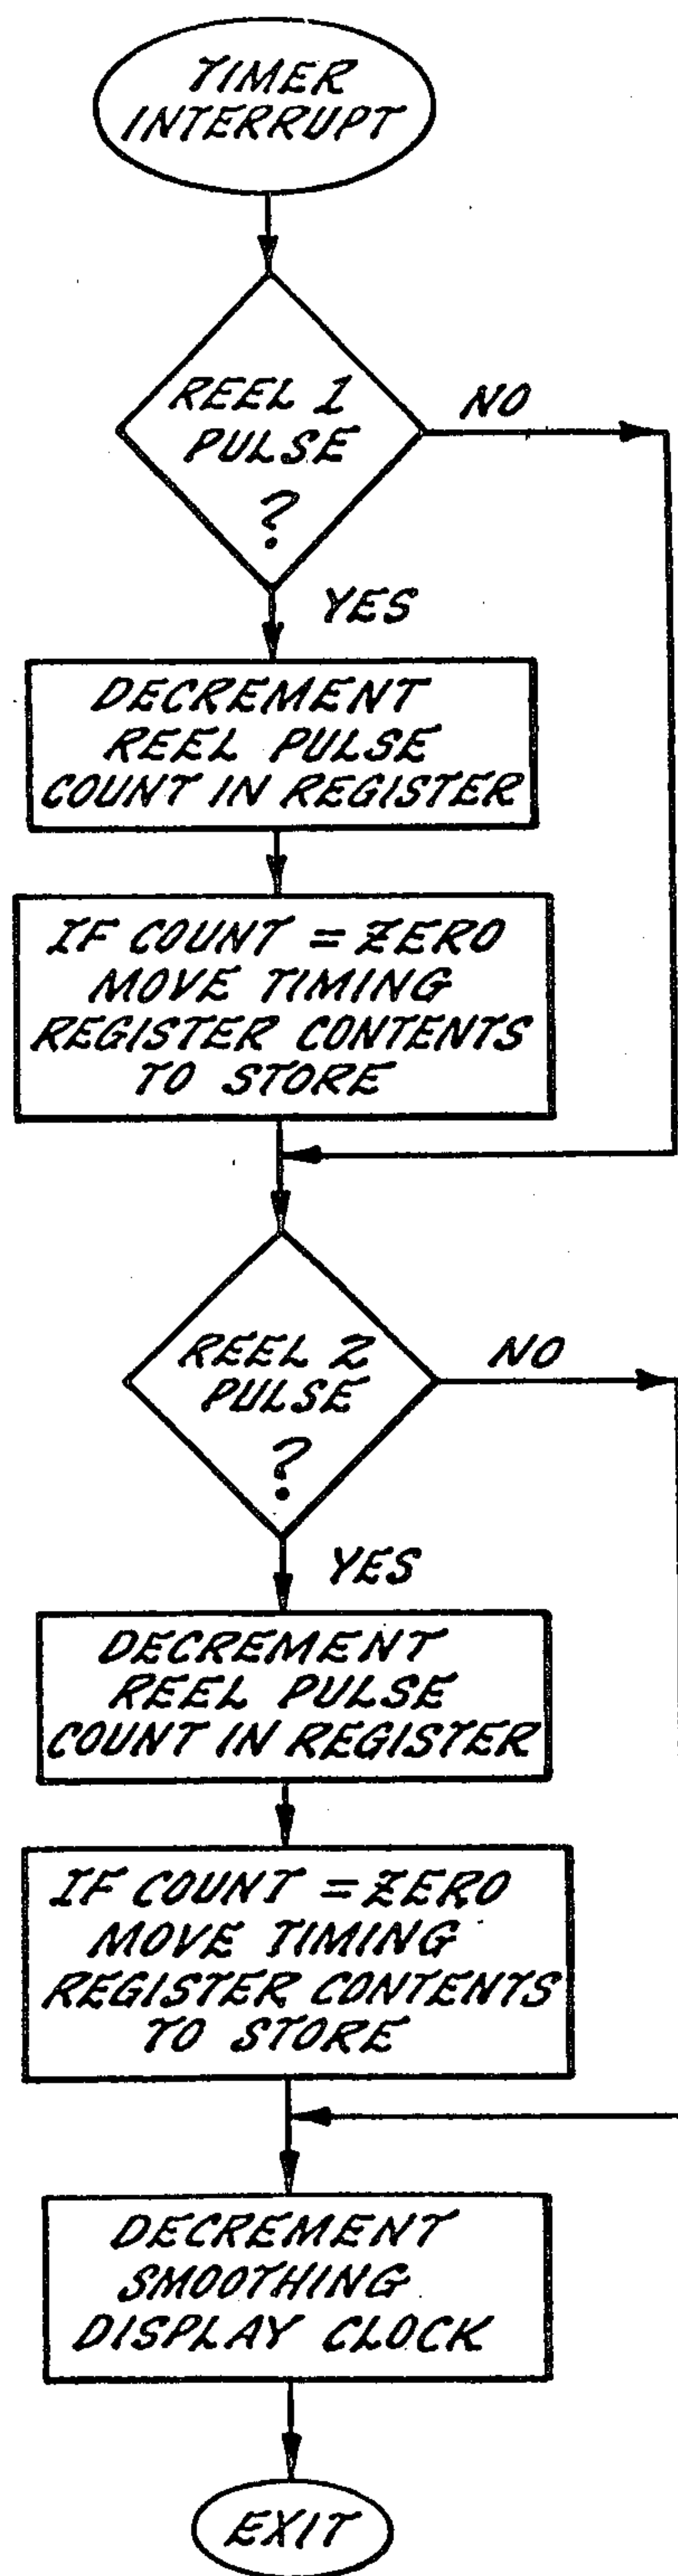 TIMER
INTERRUPT
REEL 1
PULSE
?
NO
YES
DECREMENT
REEL PULSE
COUNT IN REGISTER
IF COUNT = ZERO
MOVE TIMING
REGISTER CONTENTS
TO STORE
REEL 2
PULSE
?
NO
YES
DECREMENT
REEL PULSE
COUNT IN REGISTER
IF COUNT = ZERO
MOVE TIMING
REGISTER CONTENTS
TO STORE
DECREMENT
SMOOTHING
DISPLAY CLOCK
EXIT